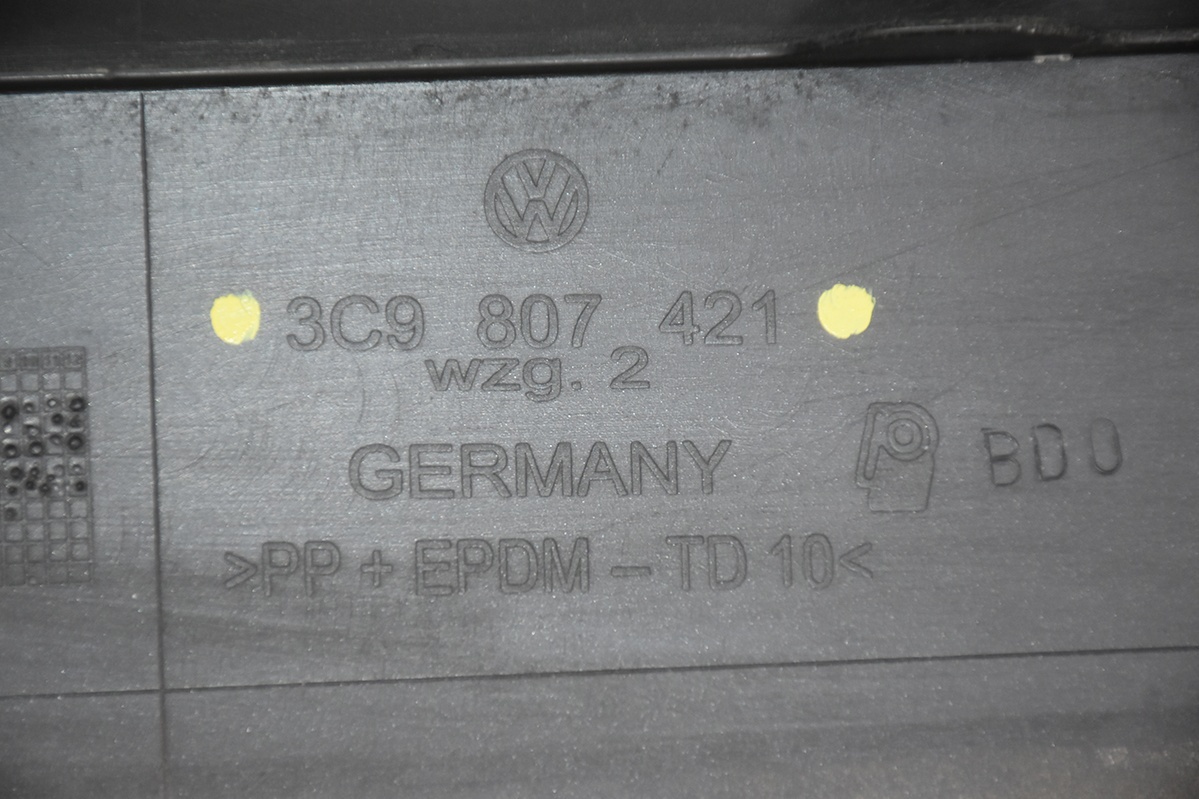 3C9 807 421
wzg. 2
GERMANY
BD0
>PP + EPDM – TD 10<